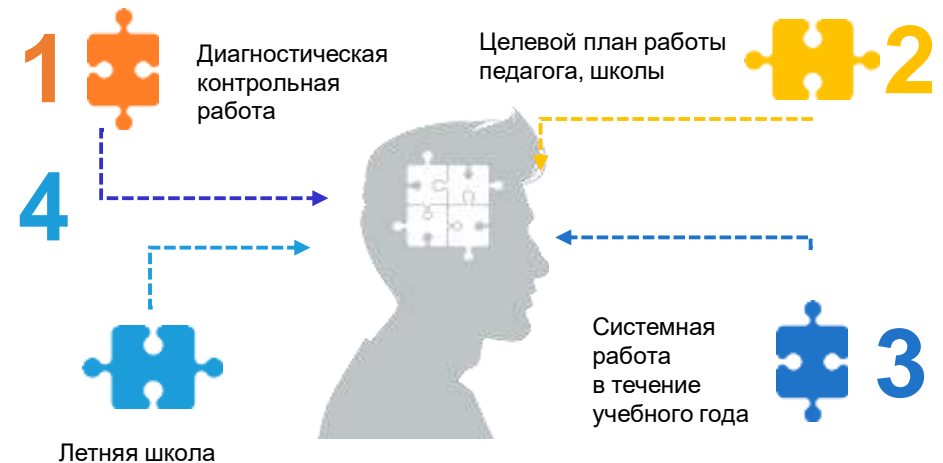 1
Диагностическая
контрольная
работа
Целевой план работы
педагога, школы
2
4
Летняя школа
Системная
работа
в течение
учебного года
3